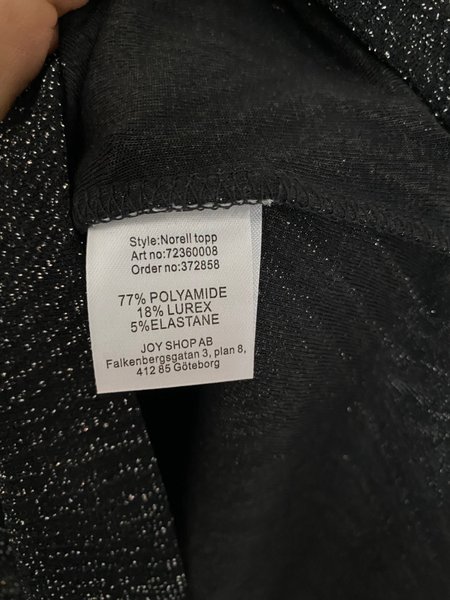 Style:Norell topp
Art no:72360008
Order no:372858
77% POLYAMIDE
18% LUREX
5%ELASTANE
JOY SHOP AB
Falkenbergsgatan 3, plan 8,
412 85 Göteborg